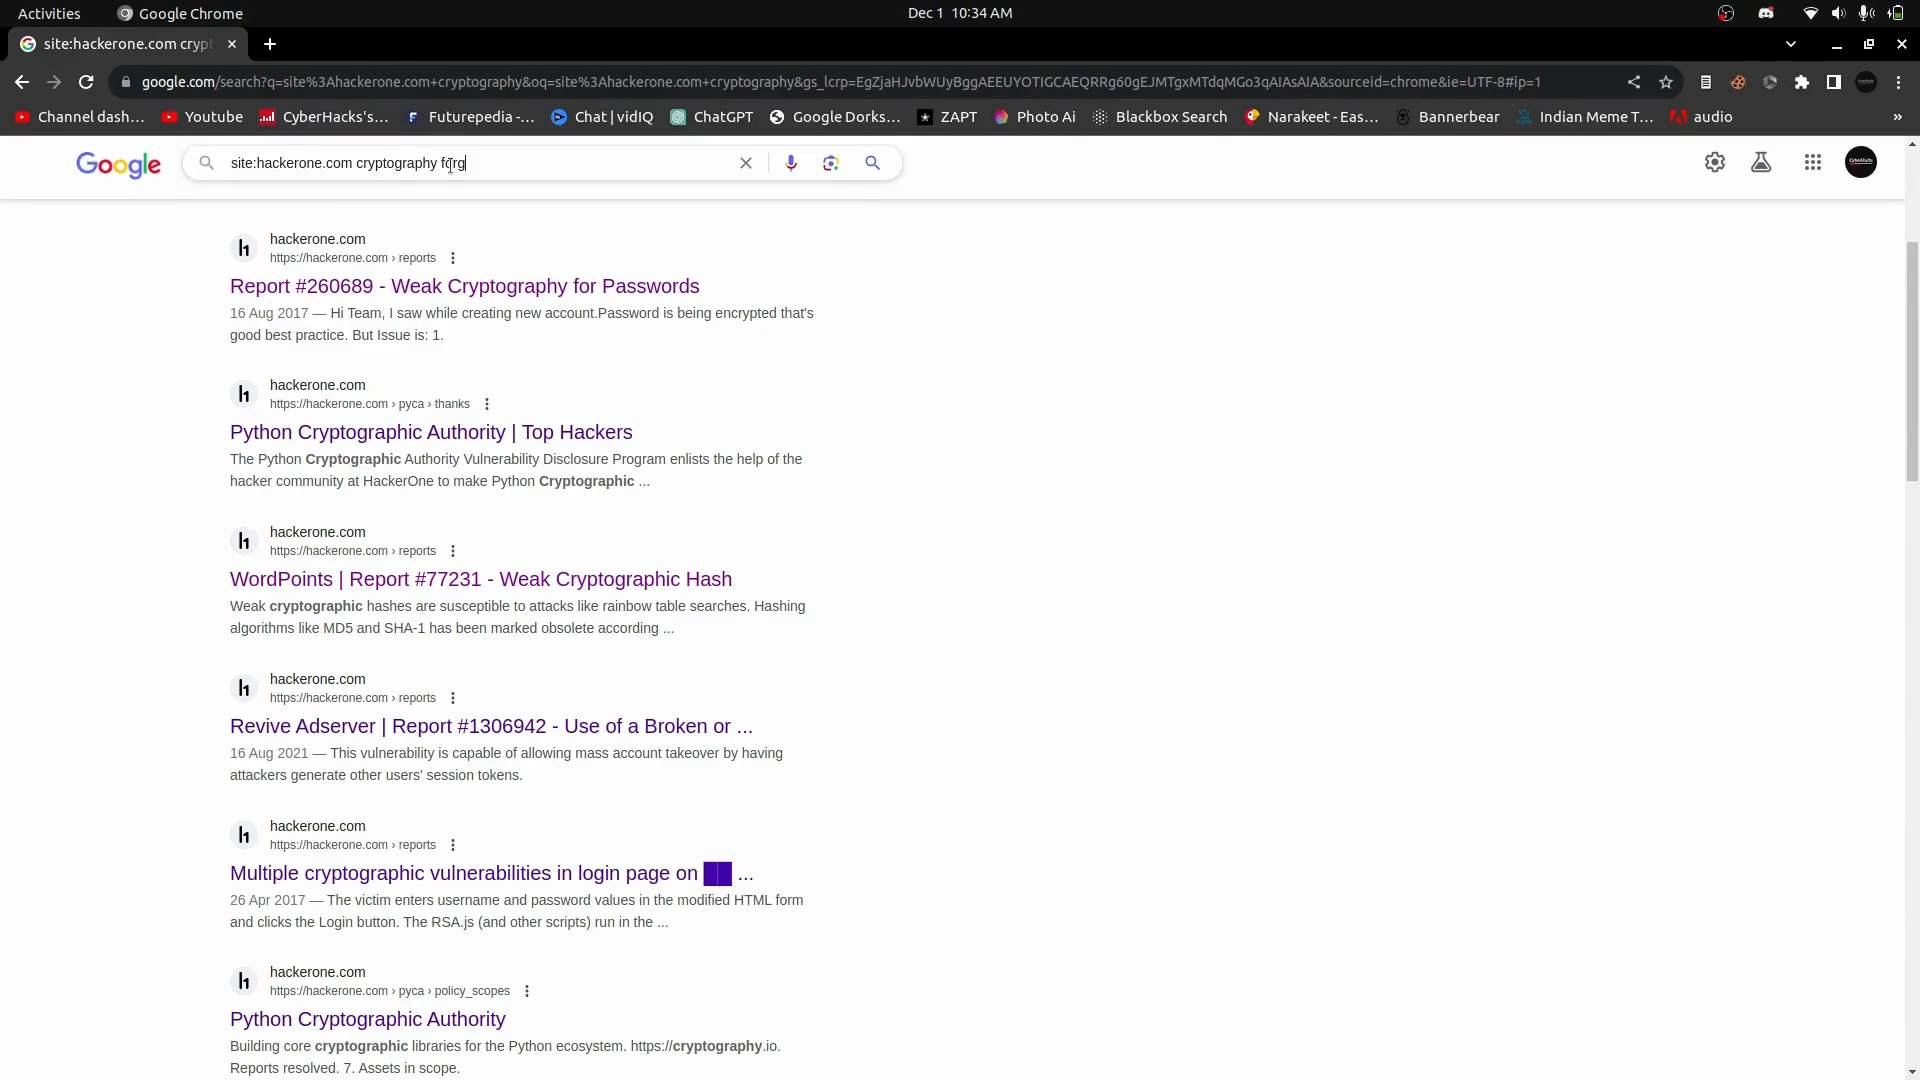 Activities
Google Chrome
Dec 1 10:34 AM
site:hackerone.com crypt
google.com/search?q=site%3Ahackerone.com+cryptography&oq=site%3Ahackerone.com+cryptography&gs_lcrp=EgZjaHJvbWUyBggAEEUYOTIGCAEQRRg60gEJMTgxMTdqMGo3qAIAsAIA&sourceid=chrome&ie=UTF-8#ip=1
Channel dash...
Youtube
CyberHacks's...
Futurepedia -...
Chat | vidIQ
ChatGPT
Google Dorks...
ZAPT
Photo Ai
Blackbox Search
Narakeet - Eas...
Bannerbear
Indian Meme T...
audio
»
Google
site:hackerone.com cryptography forg
hackerone.com
https://hackerone.com › reports
Report #260689 - Weak Cryptography for Passwords
16 Aug 2017 — Hi Team, I saw while creating new account.Password is being encrypted that's
good best practice. But Issue is: 1.
hackerone.com
https://hackerone.com › pyca › thanks
Python Cryptographic Authority | Top Hackers
The Python Cryptographic Authority Vulnerability Disclosure Program enlists the help of the
hacker community at HackerOne to make Python Cryptographic ...
hackerone.com
https://hackerone.com › reports
WordPoints | Report #77231 - Weak Cryptographic Hash
Weak cryptographic hashes are susceptible to attacks like rainbow table searches. Hashing
algorithms like MD5 and SHA-1 has been marked obsolete according ...
hackerone.com
https://hackerone.com › reports
Revive Adserver | Report #1306942 - Use of a Broken or ...
16 Aug 2021 — This vulnerability is capable of allowing mass account takeover by having
attackers generate other users' session tokens.
hackerone.com
https://hackerone.com › reports
Multiple cryptographic vulnerabilities in login page on ██ ...
26 Apr 2017 — The victim enters username and password values in the modified HTML form
and clicks the Login button. The RSA.js (and other scripts) run in the ...
hackerone.com
https://hackerone.com › pyca › policy_scopes
Python Cryptographic Authority
Building core cryptographic libraries for the Python ecosystem. https://cryptography.io.
Reports resolved. 7. Assets in scope.